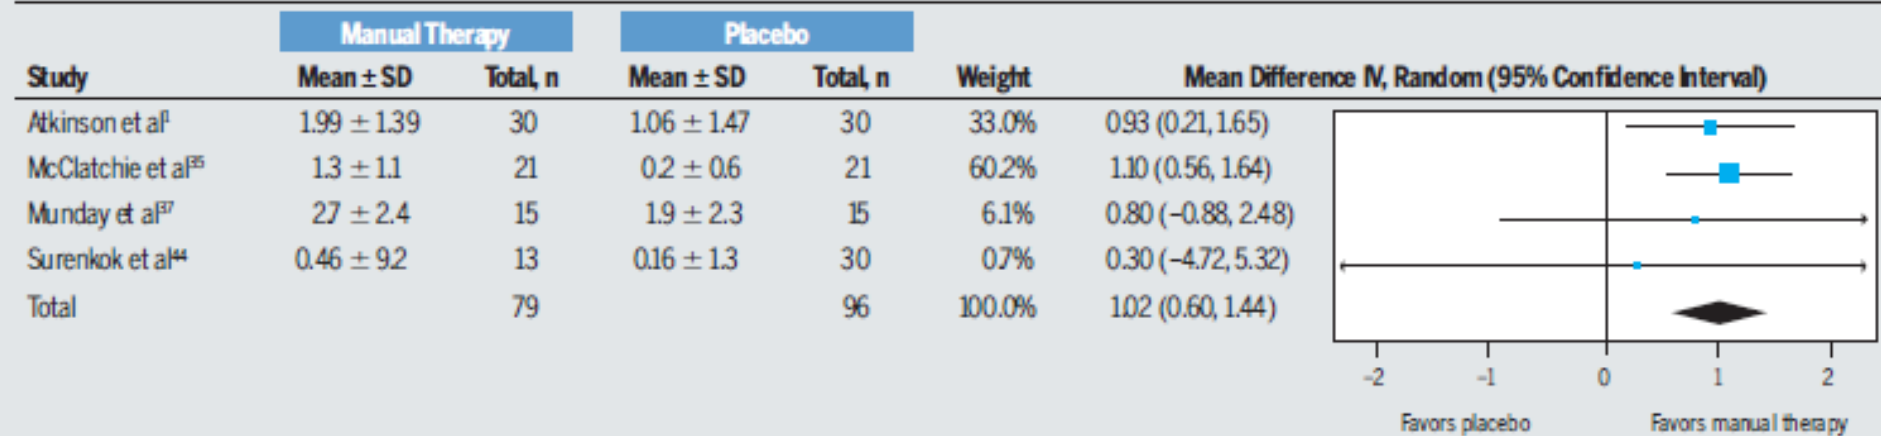 Manual Therapy Placebo
Study Mean ± SD Total, n Mean ± SD Total, n Weight Mean Difference IV, Random (95% Confidence Interval)
Atkinson et al¹ 1.99 ± 1.39 30 1.06 ± 1.47 30 33.0% 0.93 (0.21, 1.65)
McClatchie et al³⁵ 1.3 ± 1.1 21 0.2 ± 0.6 21 60.2% 1.10 (0.56, 1.64)
Munday et al³⁷ 2.7 ± 2.4 15 1.9 ± 2.3 15 6.1% 0.80 (−0.88, 2.48)
Surenkok et al⁴⁴ 0.46 ± 9.2 13 0.16 ± 1.3 30 0.7% 0.30 (−4.72, 5.32)
Total 79 96 100.0% 1.02 (0.60, 1.44)
−2 −1 0 1 2
Favors placebo Favors manual therapy